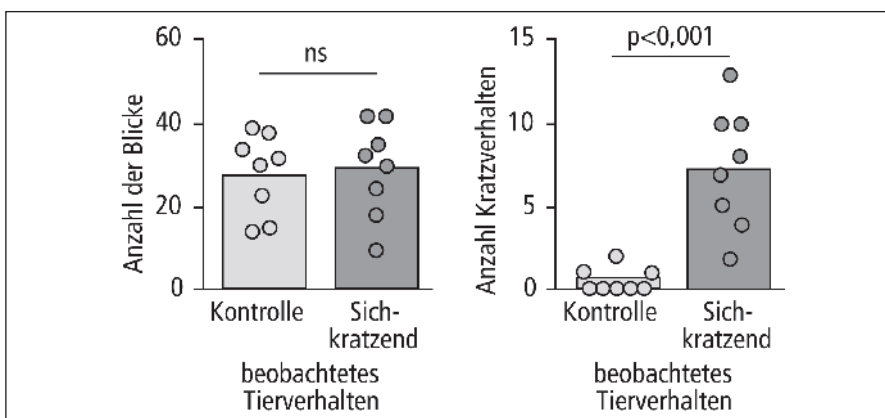 Anzahl der Blicke
60
40
20
0
ns
Kontrolle
Sich-
kratzend
beobachtetes
Tierverhalten
Anzahl Kratzverhalten
15
10
5
0
p<0,001
Kontrolle
Sich-
kratzend
beobachtetes
Tierverhalten